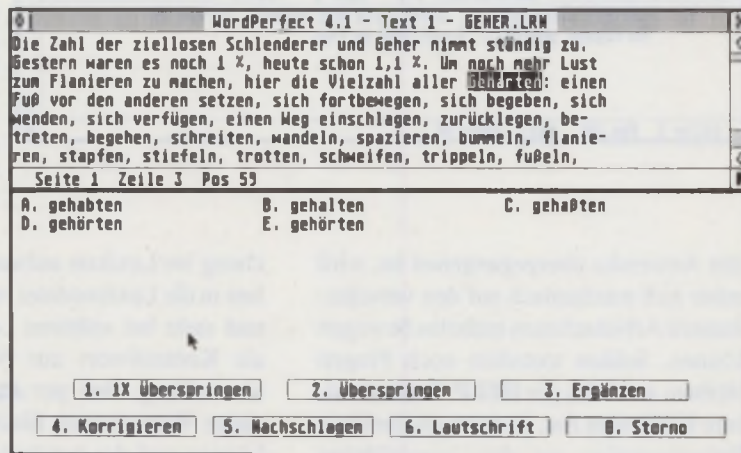 WordPerfect 4.1 - Text 1 - GEHER.LRN
Die Zahl der ziellosen Schlenderer und Geher nimmt ständig zu.
Gestern waren es noch 1 %, heute schon 1,1 %. Um noch mehr Lust
zum Flanieren zu machen, hier die Vielzahl aller Geharten: einen
Fuß vor den anderen setzen, sich fortbewegen, sich begeben, sich
wenden, sich verfügen, einen Weg einschlagen, zurücklegen, be-
treten, begehen, schreiten, wandeln, spazieren, bummeln, flanie-
ren, stapfen, stiefeln, trotten, schweifen, trippeln, fußeln,
Seite 1 Zeile 3 Pos 59
A. gehabten B. gehalten C. gehaßten
D. gehörten E. gehörten
1. 1X Überspringen 2. Überspringen 3. Ergänzen
4. Korrigieren 5. Nachschlagen 6. Lautschrift 0. Storno